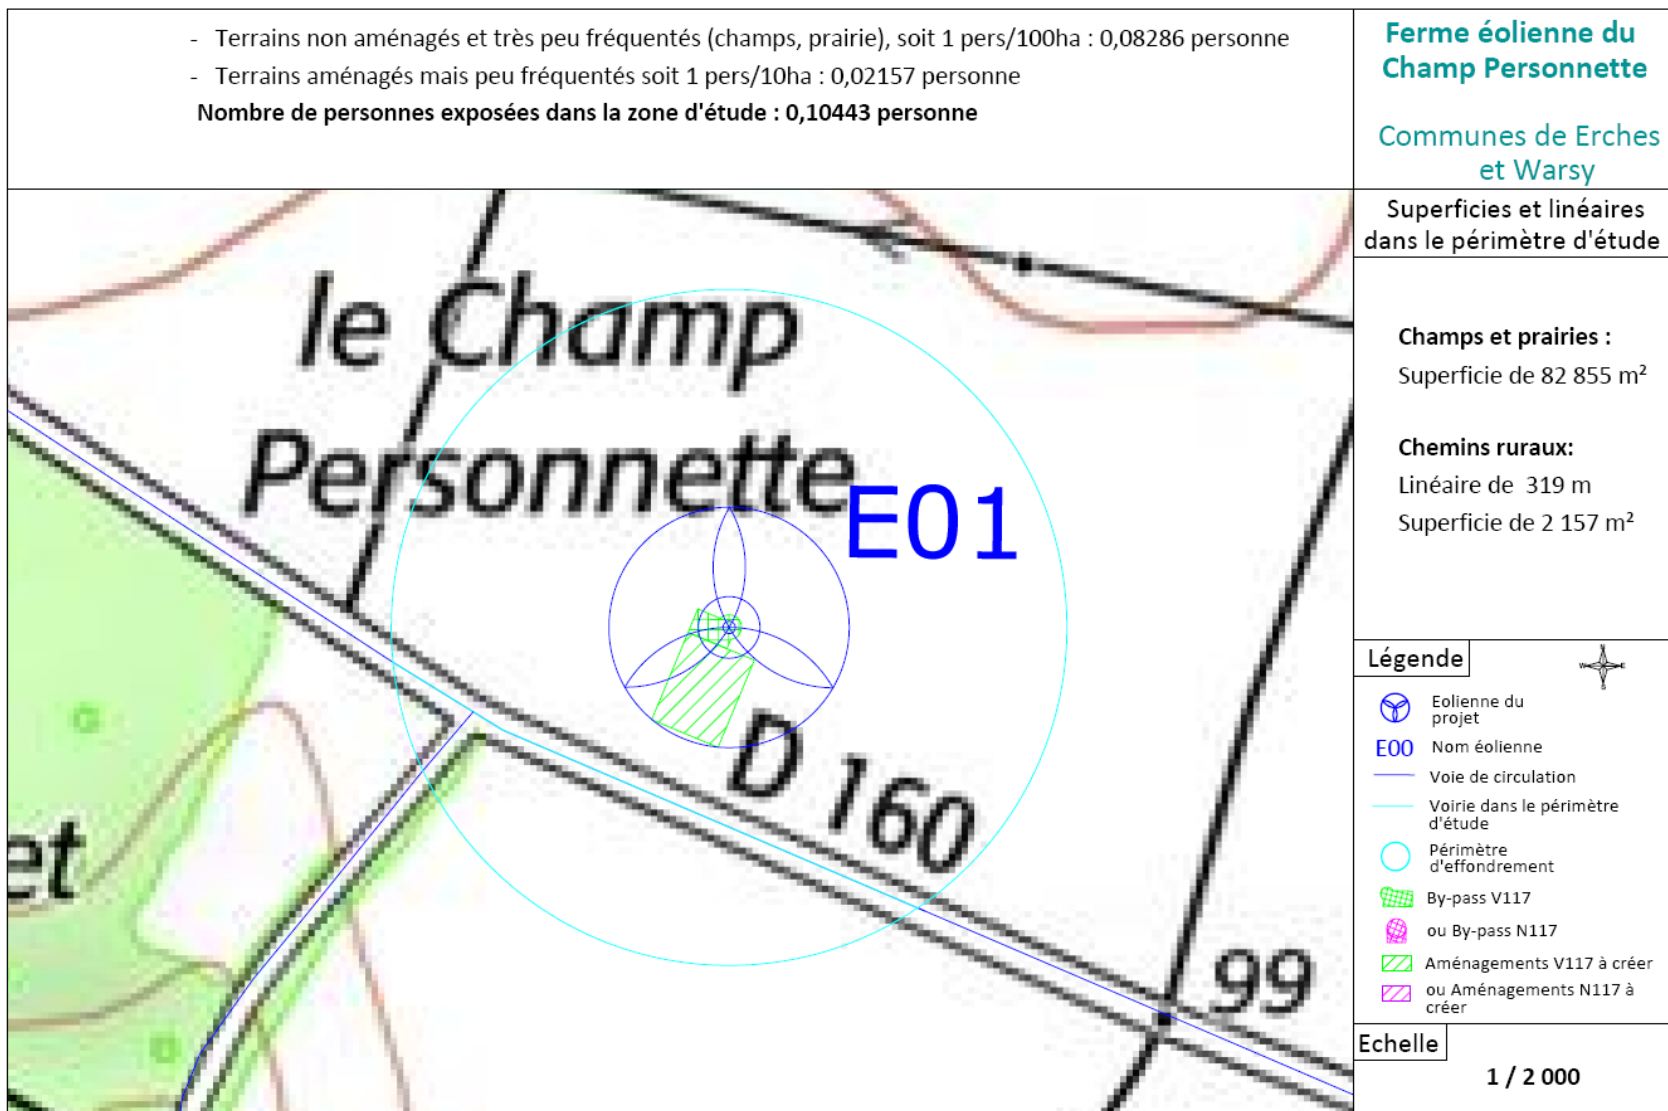 - Terrains non aménagés et très peu fréquentés (champs, prairie), soit 1 pers/100ha : 0,08286 personne
- Terrains aménagés mais peu fréquentés soit 1 pers/10ha : 0,02157 personne
Nombre de personnes exposées dans la zone d'étude : 0,10443 personne
Ferme éolienne du
Champ Personnette
Communes de Erches
et Warsy
Superficies et linéaires
dans le périmètre d'étude
Champs et prairies :
Superficie de 82 855 m²
Chemins ruraux:
Linéaire de 319 m
Superficie de 2 157 m²
le Champ
Personnette
E01
D 160
99
et
Légende
N
W E
S
Eolienne du
projet
E00 Nom éolienne
Voie de circulation
Voirie dans le périmètre
d'étude
Périmètre
d'effondrement
By-pass V117
ou By-pass N117
Aménagements V117 à créer
ou Aménagements N117 à
créer
Echelle
1 / 2 000